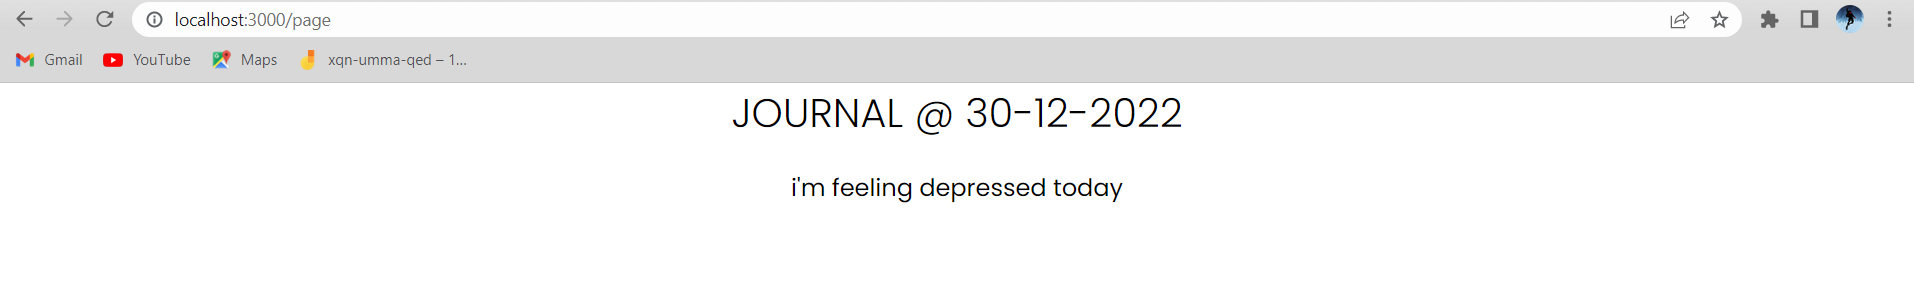 localhost:3000/page
Gmail YouTube Maps xqn-umma-qed – 1...
JOURNAL @ 30-12-2022
i'm feeling depressed today